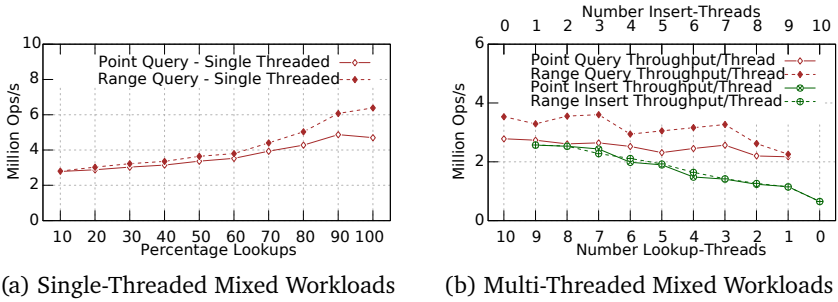 10
8
6
4
2
0
Million Ops/s
Point Query - Single Threaded
Range Query - Single Threaded
10 20 30 40 50 60 70 80 90 100
Percentage Lookups
(a) Single-Threaded Mixed Workloads
Number Insert-Threads
0 1 2 3 4 5 6 7 8 9 10
6
4
2
0
Million Ops/s
Point Query Throughput/Thread
Range Query Throughput/Thread
Point Insert Throughput/Thread
Range Insert Throughput/Thread
10 9 8 7 6 5 4 3 2 1 0
Number Lookup-Threads
(b) Multi-Threaded Mixed Workloads